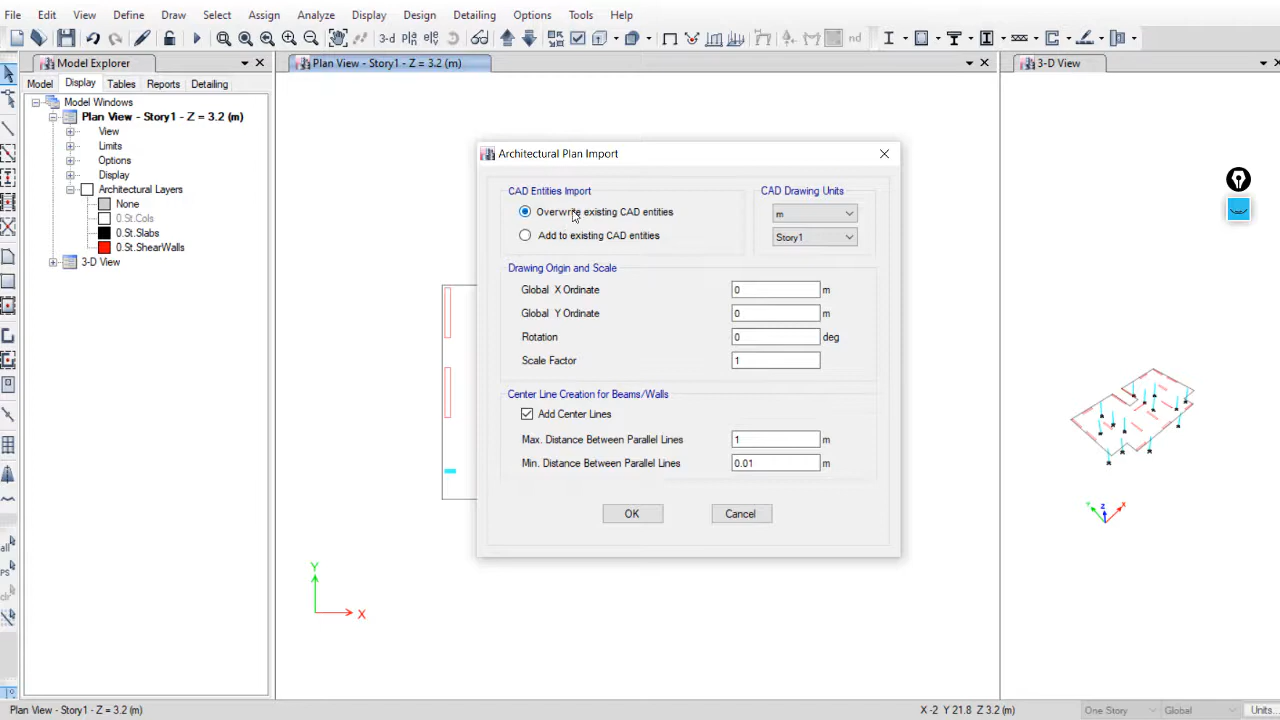 File Edit View Define Draw Select Assign Analyze Display Design Detailing Options Tools Help
3-d nd
Model Explorer
Model Display Tables Reports Detailing
Model Windows
Plan View - Story1 - Z = 3.2 (m)
View
Limits
Options
Display
Architectural Layers
None
0.St.Cols
0.St.Slabs
0.St.ShearWalls
3-D View
Plan View - Story1 - Z = 3.2 (m)
Y
X
Architectural Plan Import
CAD Entities Import
Overwrite existing CAD entities
Add to existing CAD entities
CAD Drawing Units
m
Story1
Drawing Origin and Scale
Global X Ordinate 0 m
Global Y Ordinate 0 m
Rotation 0 deg
Scale Factor 1
Center Line Creation for Beams/Walls
Add Center Lines
Max. Distance Between Parallel Lines 1 m
Min. Distance Between Parallel Lines 0.01 m
OK Cancel
3-D View
Z
X
all
PS
clr
Plan View - Story1 - Z = 3.2 (m) X -2 Y 21.8 Z 3.2 (m) One Story Global Units...